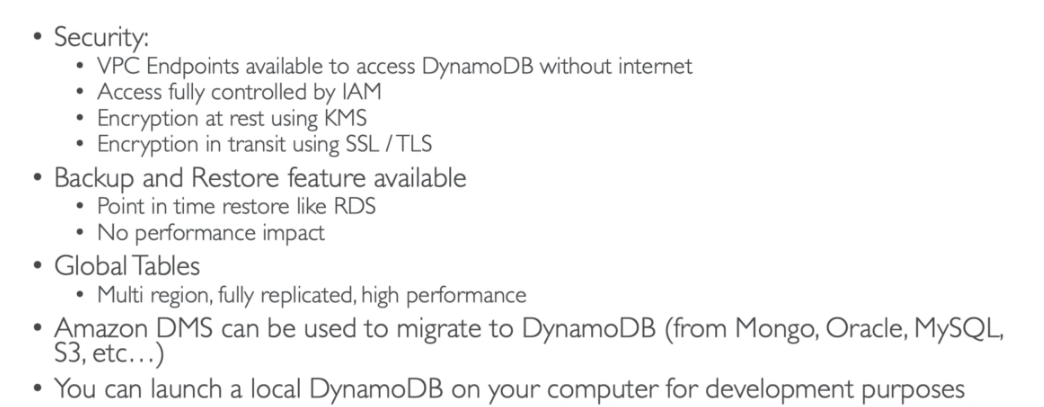 • Security:
• VPC Endpoints available to access DynamoDB without internet
• Access fully controlled by IAM
• Encryption at rest using KMS
• Encryption in transit using SSL / TLS
• Backup and Restore feature available
• Point in time restore like RDS
• No performance impact
• Global Tables
• Multi region, fully replicated, high performance
• Amazon DMS can be used to migrate to DynamoDB (from Mongo, Oracle, MySQL,
S3, etc…)
• You can launch a local DynamoDB on your computer for development purposes